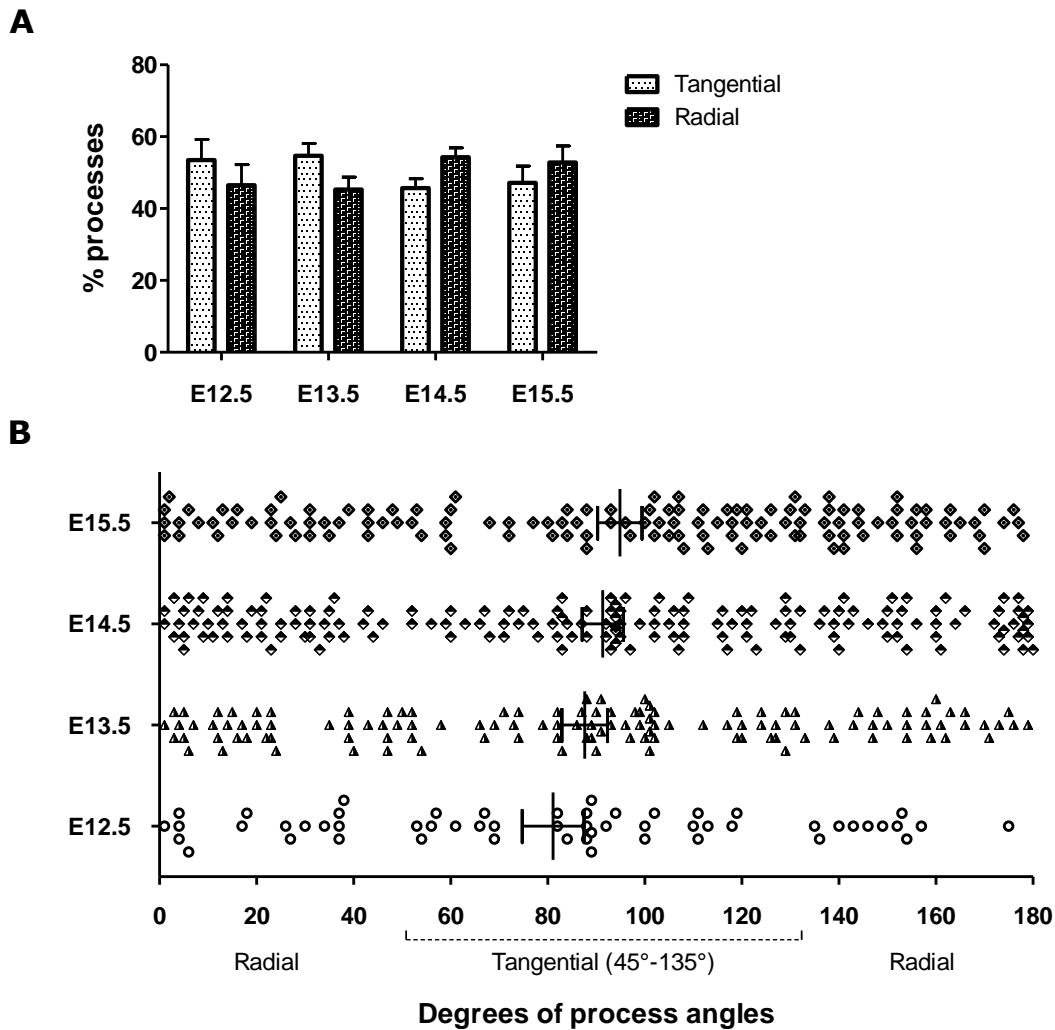 A
80
60
40
20
0
% processes
Tangential
Radial
E12.5 E13.5 E14.5 E15.5
B
E15.5
E14.5
E13.5
E12.5
0 20 40 60 80 100 120 140 160 180
Radial Tangential (45°-135°) Radial
Degrees of process angles